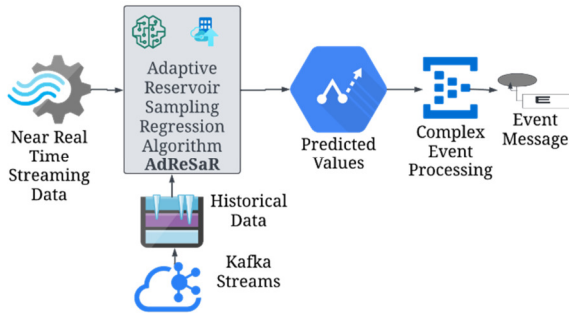 Near Real
Time
Streaming
Data
Adaptive
Reservoir
Sampling
Regression
Algorithm
AdReSaR
Historical
Data
Kafka
Streams
Predicted
Values
Complex
Event
Processing
E
Event
Message